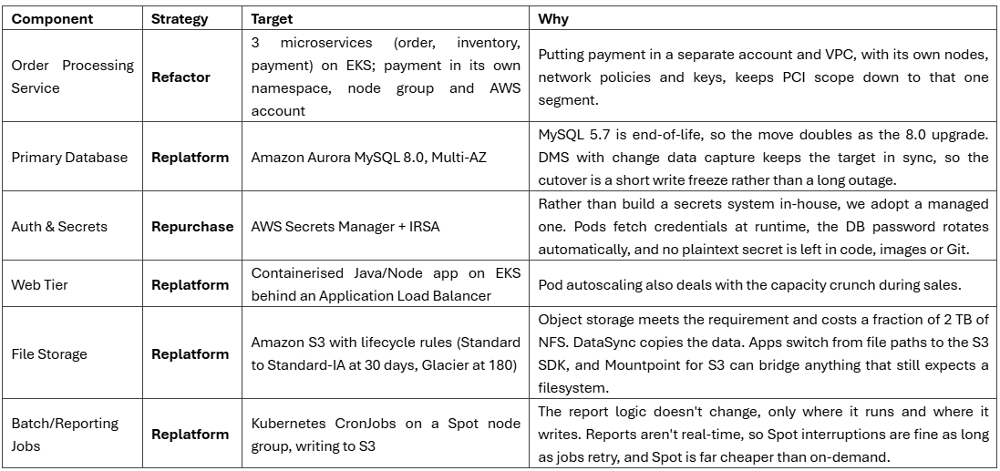 Component Strategy Target Why
Order Processing Service
Refactor
3 microservices (order, inventory,
payment) on EKS; payment in its own
namespace, node group and AWS
account
Putting payment in a separate account and VPC, with its own nodes,
network policies and keys, keeps PCI scope down to that one
segment.
Primary Database
Replatform
Amazon Aurora MySQL 8.0, Multi-AZ
MySQL 5.7 is end-of-life, so the move doubles as the 8.0 upgrade.
DMS with change data capture keeps the target in sync, so the
cutover is a short write freeze rather than a long outage.
Auth & Secrets
Repurchase
AWS Secrets Manager + IRSA
Rather than build a secrets system in-house, we adopt a managed
one. Pods fetch credentials at runtime, the DB password rotates
automatically, and no plaintext secret is left in code, images or Git.
Web Tier
Replatform
Containerised Java/Node app on EKS
behind an Application Load Balancer
Pod autoscaling also deals with the capacity crunch during sales.
File Storage
Replatform
Amazon S3 with lifecycle rules (Standard
to Standard-IA at 30 days, Glacier at 180)
Object storage meets the requirement and costs a fraction of 2 TB of
NFS. DataSync copies the data. Apps switch from file paths to the S3
SDK, and Mountpoint for S3 can bridge anything that still expects a
filesystem.
Batch/Reporting
Jobs
Replatform
Kubernetes CronJobs on a Spot node
group, writing to S3
The report logic doesn't change, only where it runs and where it
writes. Reports aren't real-time, so Spot interruptions are fine as long
as jobs retry, and Spot is far cheaper than on-demand.